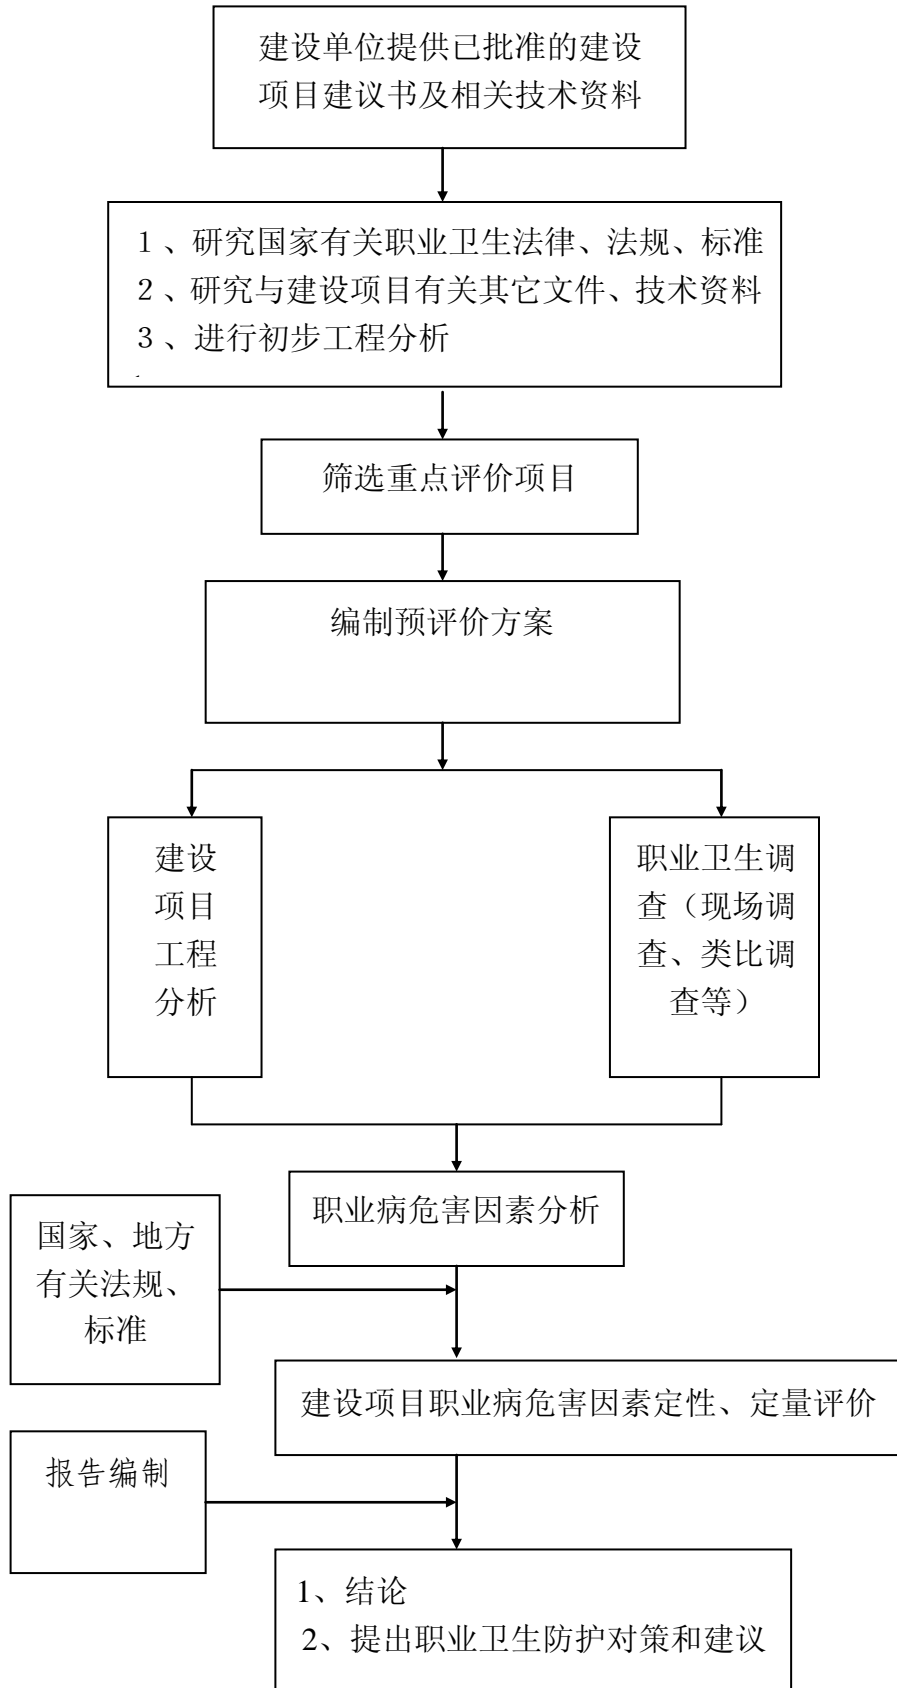 建设单位提供已批准的建设
项目建议书及相关技术资料
1、研究国家有关职业卫生法律、法规、标准
2、研究与建设项目有关其它文件、技术资料
3、进行初步工程分析
筛选重点评价项目
编制预评价方案
建设
项目
工程
分析
职业卫生调
查（现场调
查、类比调
查等）
职业病危害因素分析
国家、地方
有关法规、
标准
建设项目职业病危害因素定性、定量评价
报告编制
1、结论
2、提出职业卫生防护对策和建议